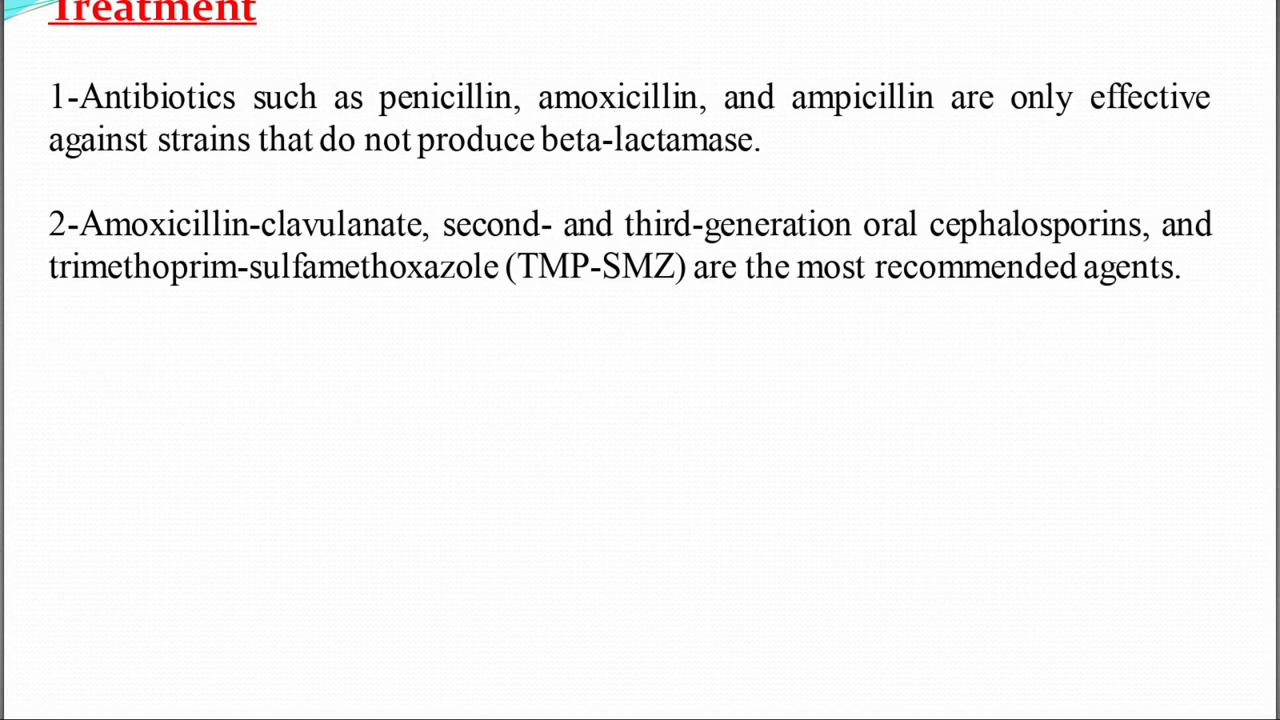 Treatment
1-Antibiotics such as penicillin, amoxicillin, and ampicillin are only effective
against strains that do not produce beta-lactamase.
2-Amoxicillin-clavulanate, second- and third-generation oral cephalosporins, and
trimethoprim-sulfamethoxazole (TMP-SMZ) are the most recommended agents.